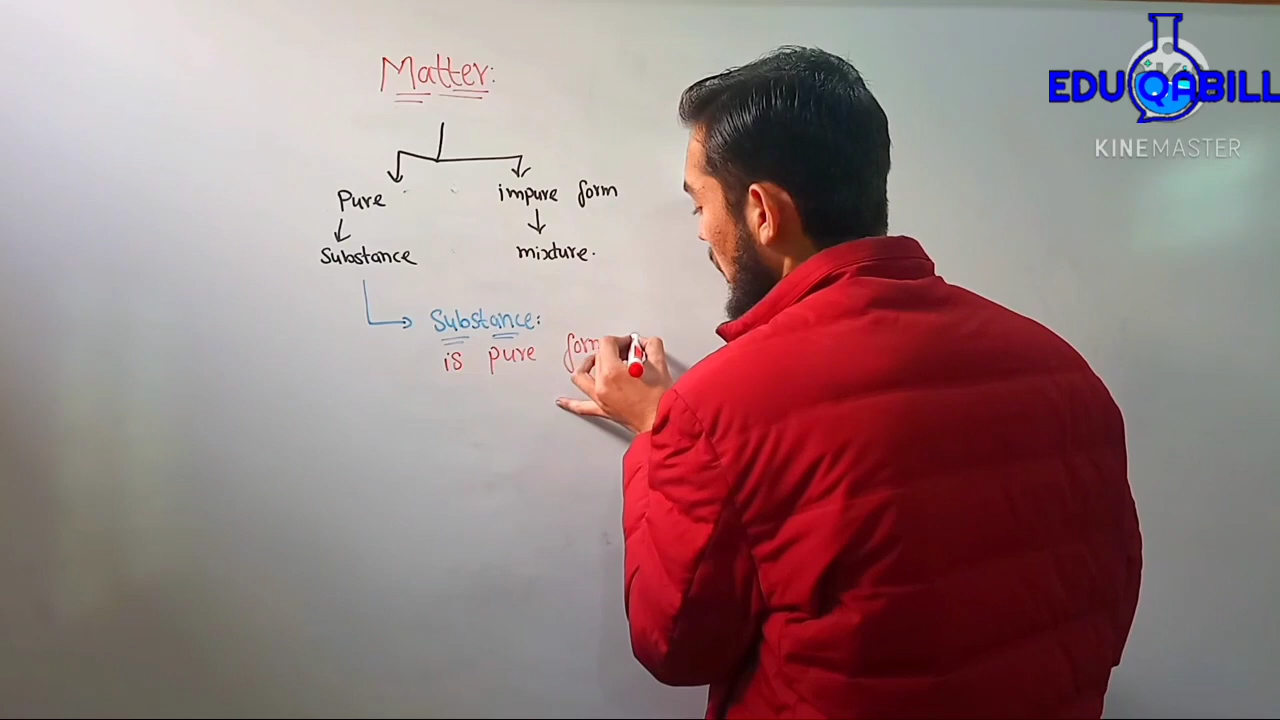 Matter:
Pure
impure form
Substance
mixture.
Substance:
is pure form
EDUQABILL
KINEMASTER